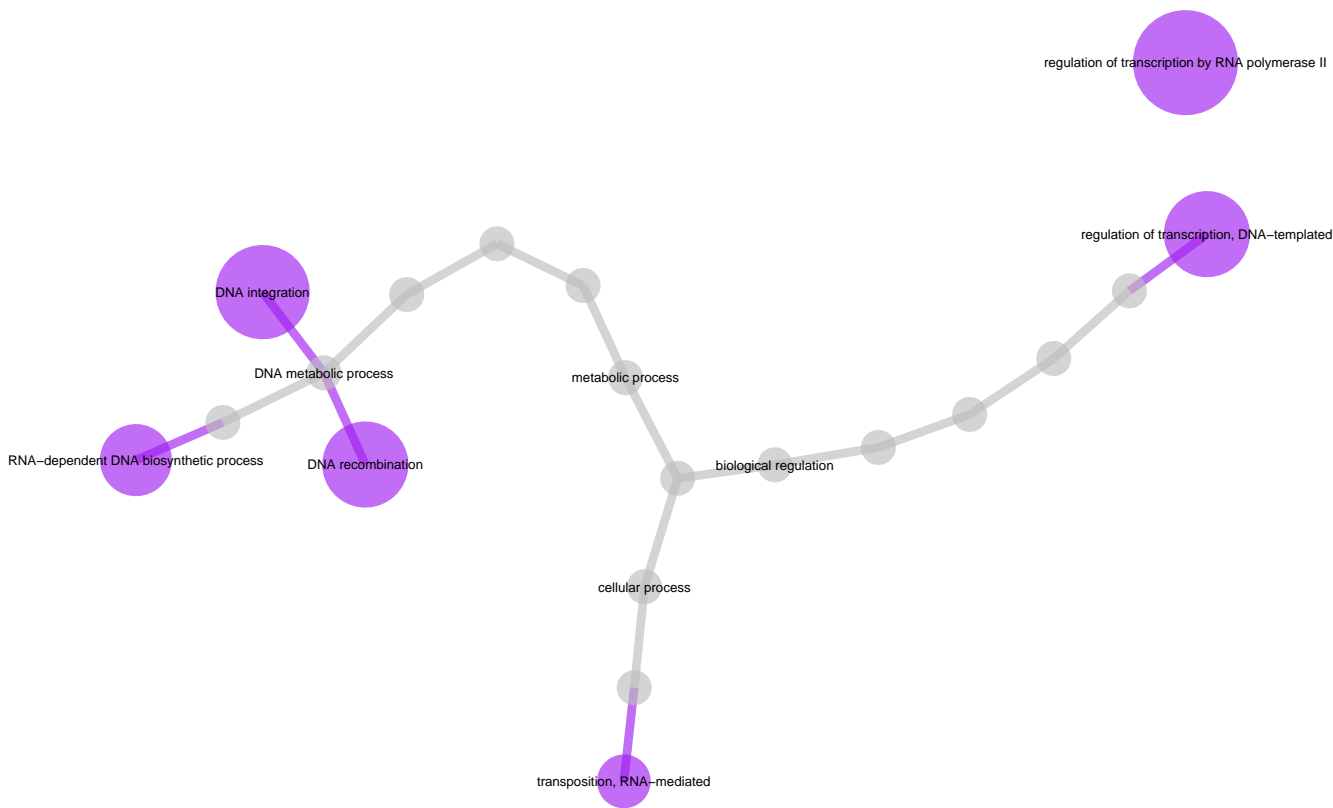 regulation of transcription by RNA polymerase II
regulation of transcription, DNA−templated
DNA integration
DNA metabolic process
metabolic process
RNA−dependent DNA biosynthetic process
DNA recombination
biological regulation
cellular process
transposition, RNA−mediated